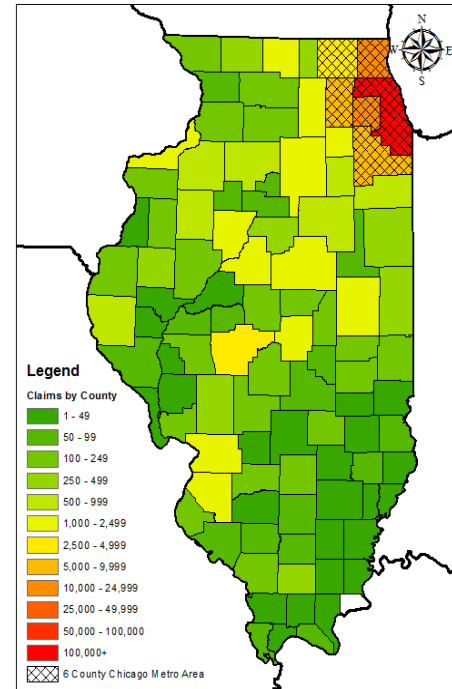 N
W E
S
Legend
Claims by County
1 - 49
50 - 99
100 - 249
250 - 499
500 - 999
1,000 - 2,499
2,500 - 4,999
5,000 - 9,999
10,000 - 24,999
25,000 - 49,999
50,000 - 100,000
100,000+
6 County Chicago Metro Area